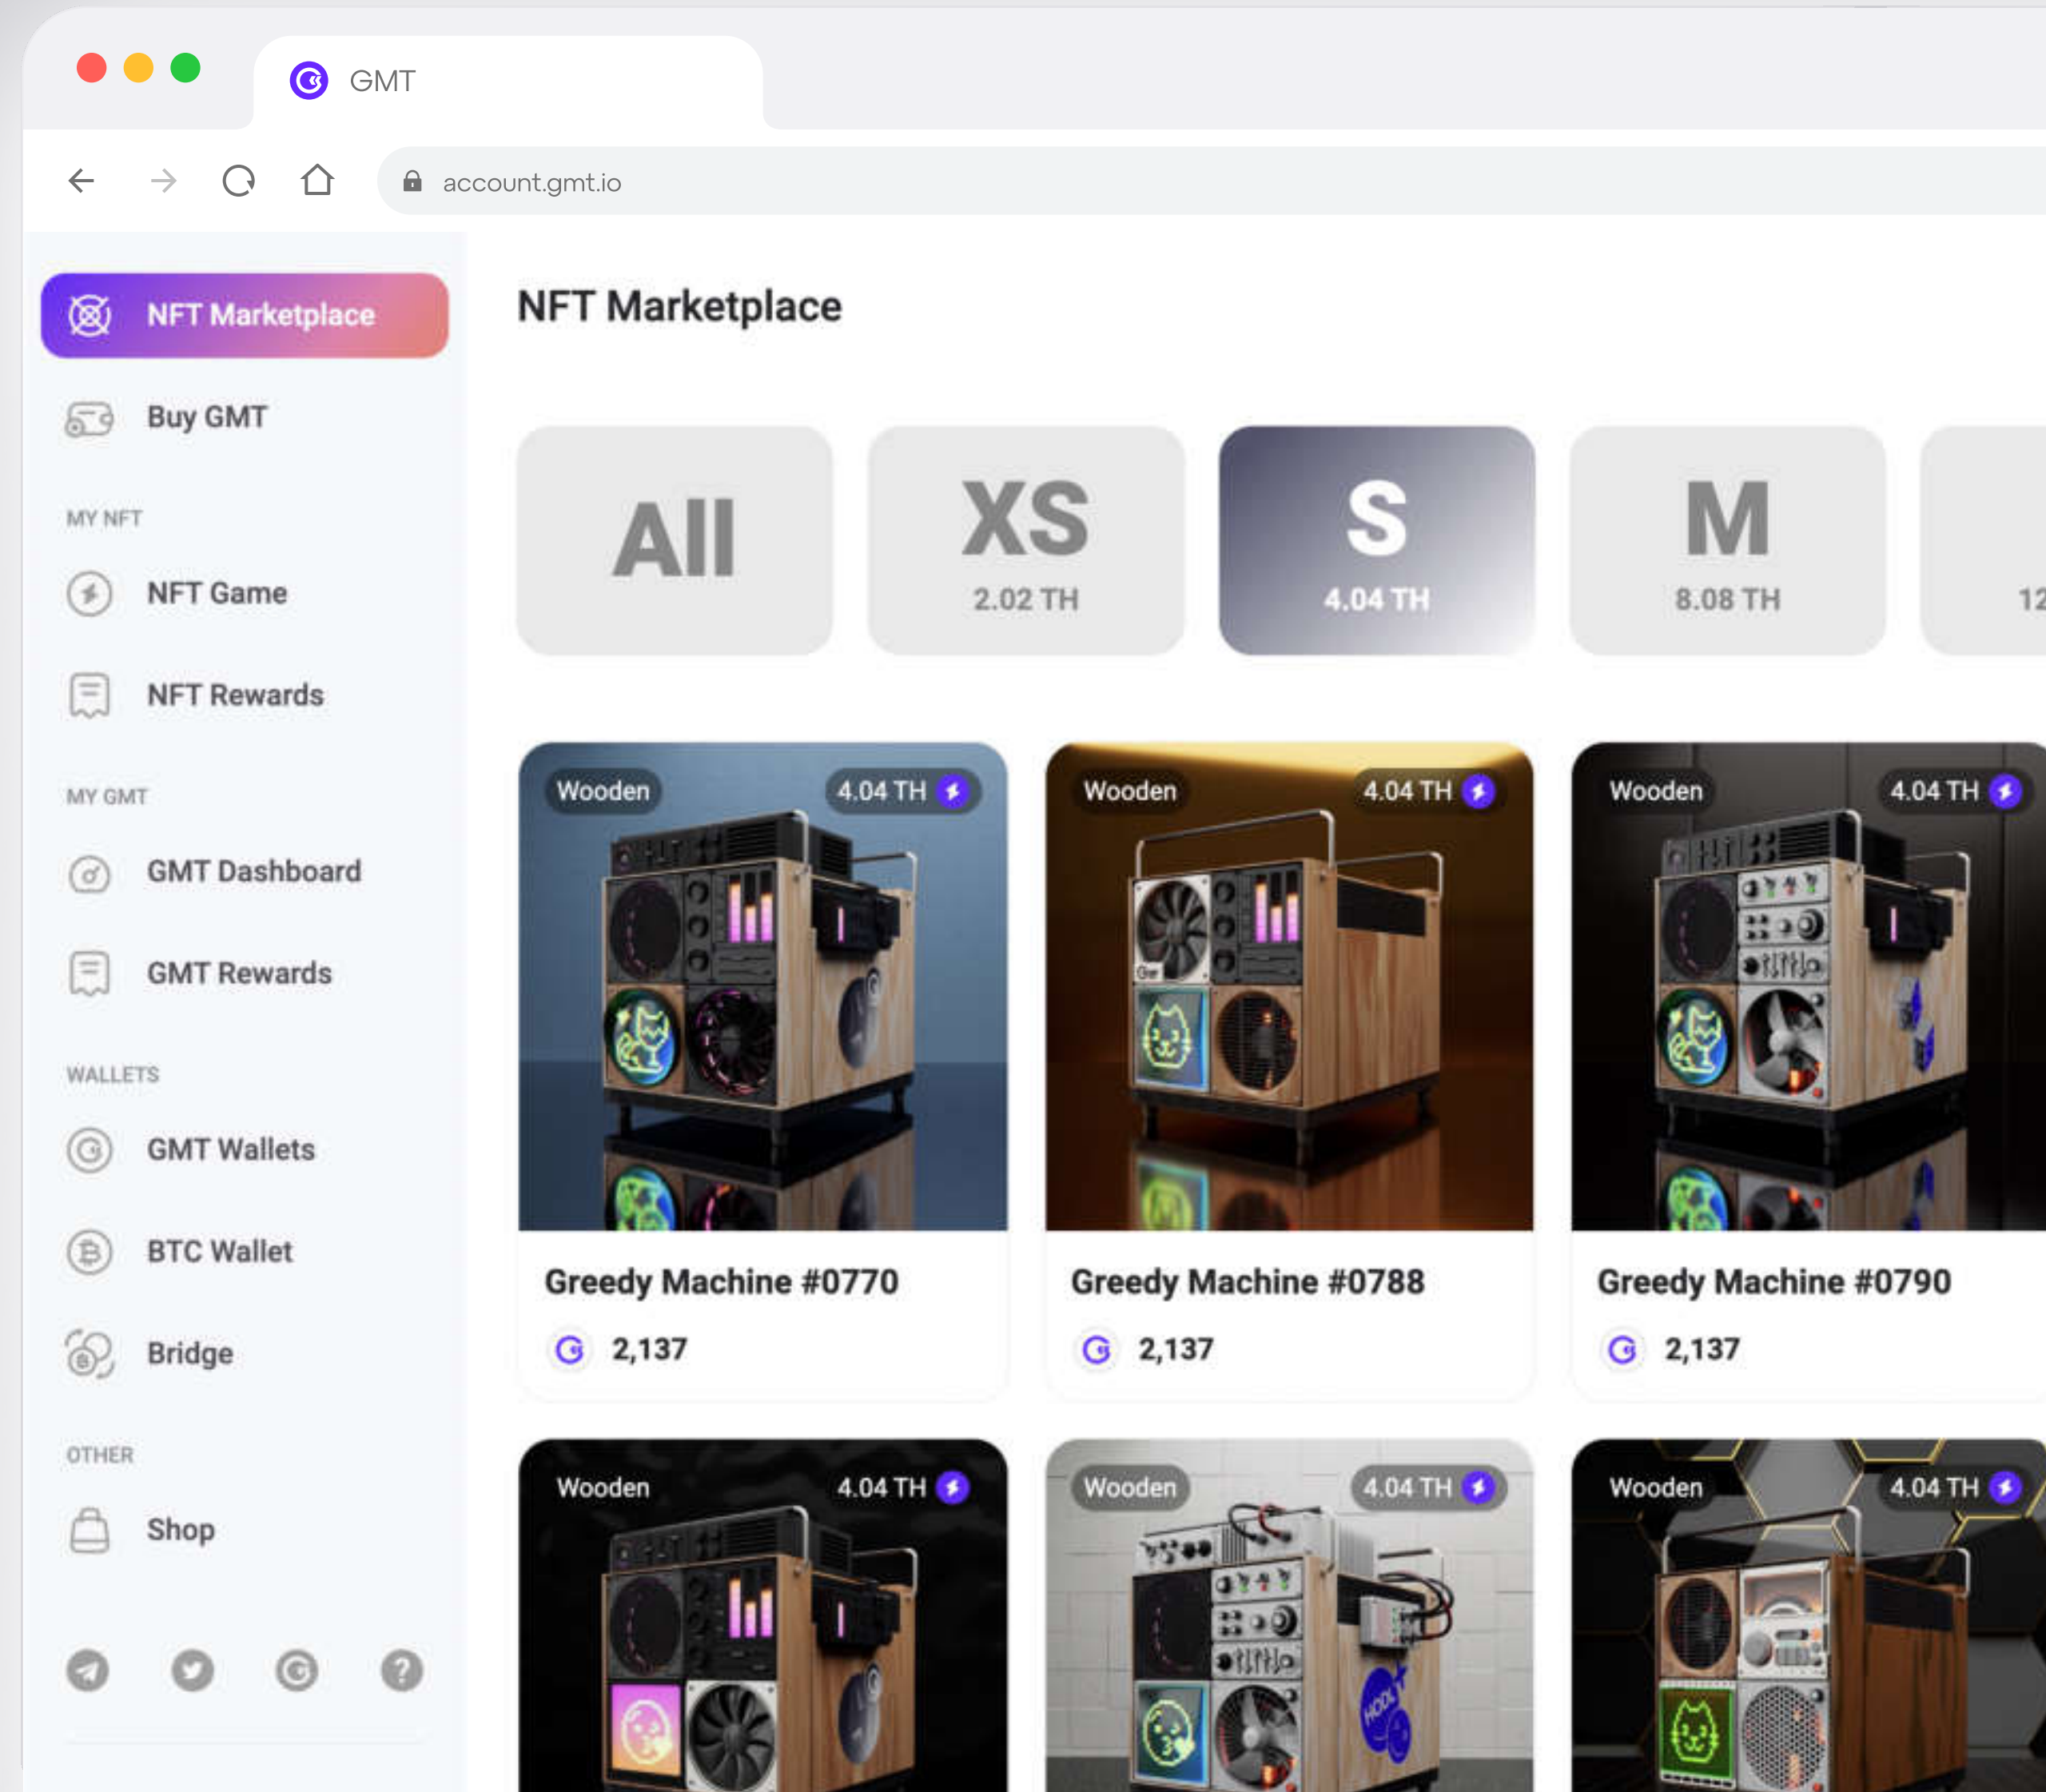 GMT
account.gmt.io
NFT Marketplace
Buy GMT
MY NFT
NFT Game
NFT Rewards
MY GMT
GMT Dashboard
GMT Rewards
WALLETS
GMT Wallets
BTC Wallet
Bridge
OTHER
Shop
NFT Marketplace
All
XS
2.02 TH
S
4.04 TH
M
8.08 TH
12
Wooden 4.04 TH
Greedy Machine #0770
2,137
Wooden 4.04 TH
Greedy Machine #0788
2,137
Wooden 4.04 TH
Greedy Machine #0790
2,137
Wooden 4.04 TH
Wooden 4.04 TH
HODL
Wooden 4.04 TH